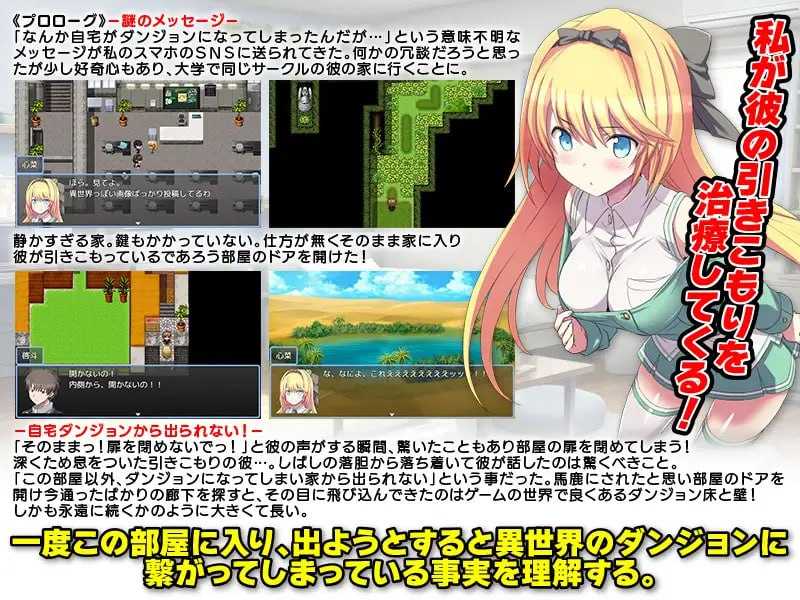 《プロローグ》－謎のメッセージ－
「なんか自宅がダンジョンになってしまったんだが…」という意味不明な
メッセージが私のスマホのＳＮＳに送られてきた。何かの冗談だろうと思っ
たが少し好奇心もあり、大学で同じサークルの彼の家に行くことに。
心菜
ほら。見てよ。
異世界っぽい画像ばっかり投稿してるわ
静かすぎる家。鍵もかかっていない。仕方が無くそのまま家に入り
彼が引きこもっているであろう部屋のドアを開けた！
啓斗
開かないの！
内側から、開かないの！！
心菜
な、なによ、これええええええええッッ！！
－自宅ダンジョンから出られない！－
「そのままっ！扉を閉めないでっ！」と彼の声がする瞬間、驚いたこともあり部屋の扉を閉めてしまう！
深くため息をついた引きこもりの彼…。しばしの落胆から落ち着いて彼が話したのは驚くべきこと。
「この部屋以外、ダンジョンになってしまい家から出られない」という事だった。馬鹿にされたと思い部屋のドアを
開け今通ったばかりの廊下を探すと、その目に飛び込んできたのはゲームの世界で良くあるダンジョン床と壁！
しかも永遠に続くかのように大きくて長い。
私が彼の引きこもりを
治療してくる！
一度この部屋に入り、出ようとすると異世界のダンジョンに
繋がってしまっている事実を理解する。